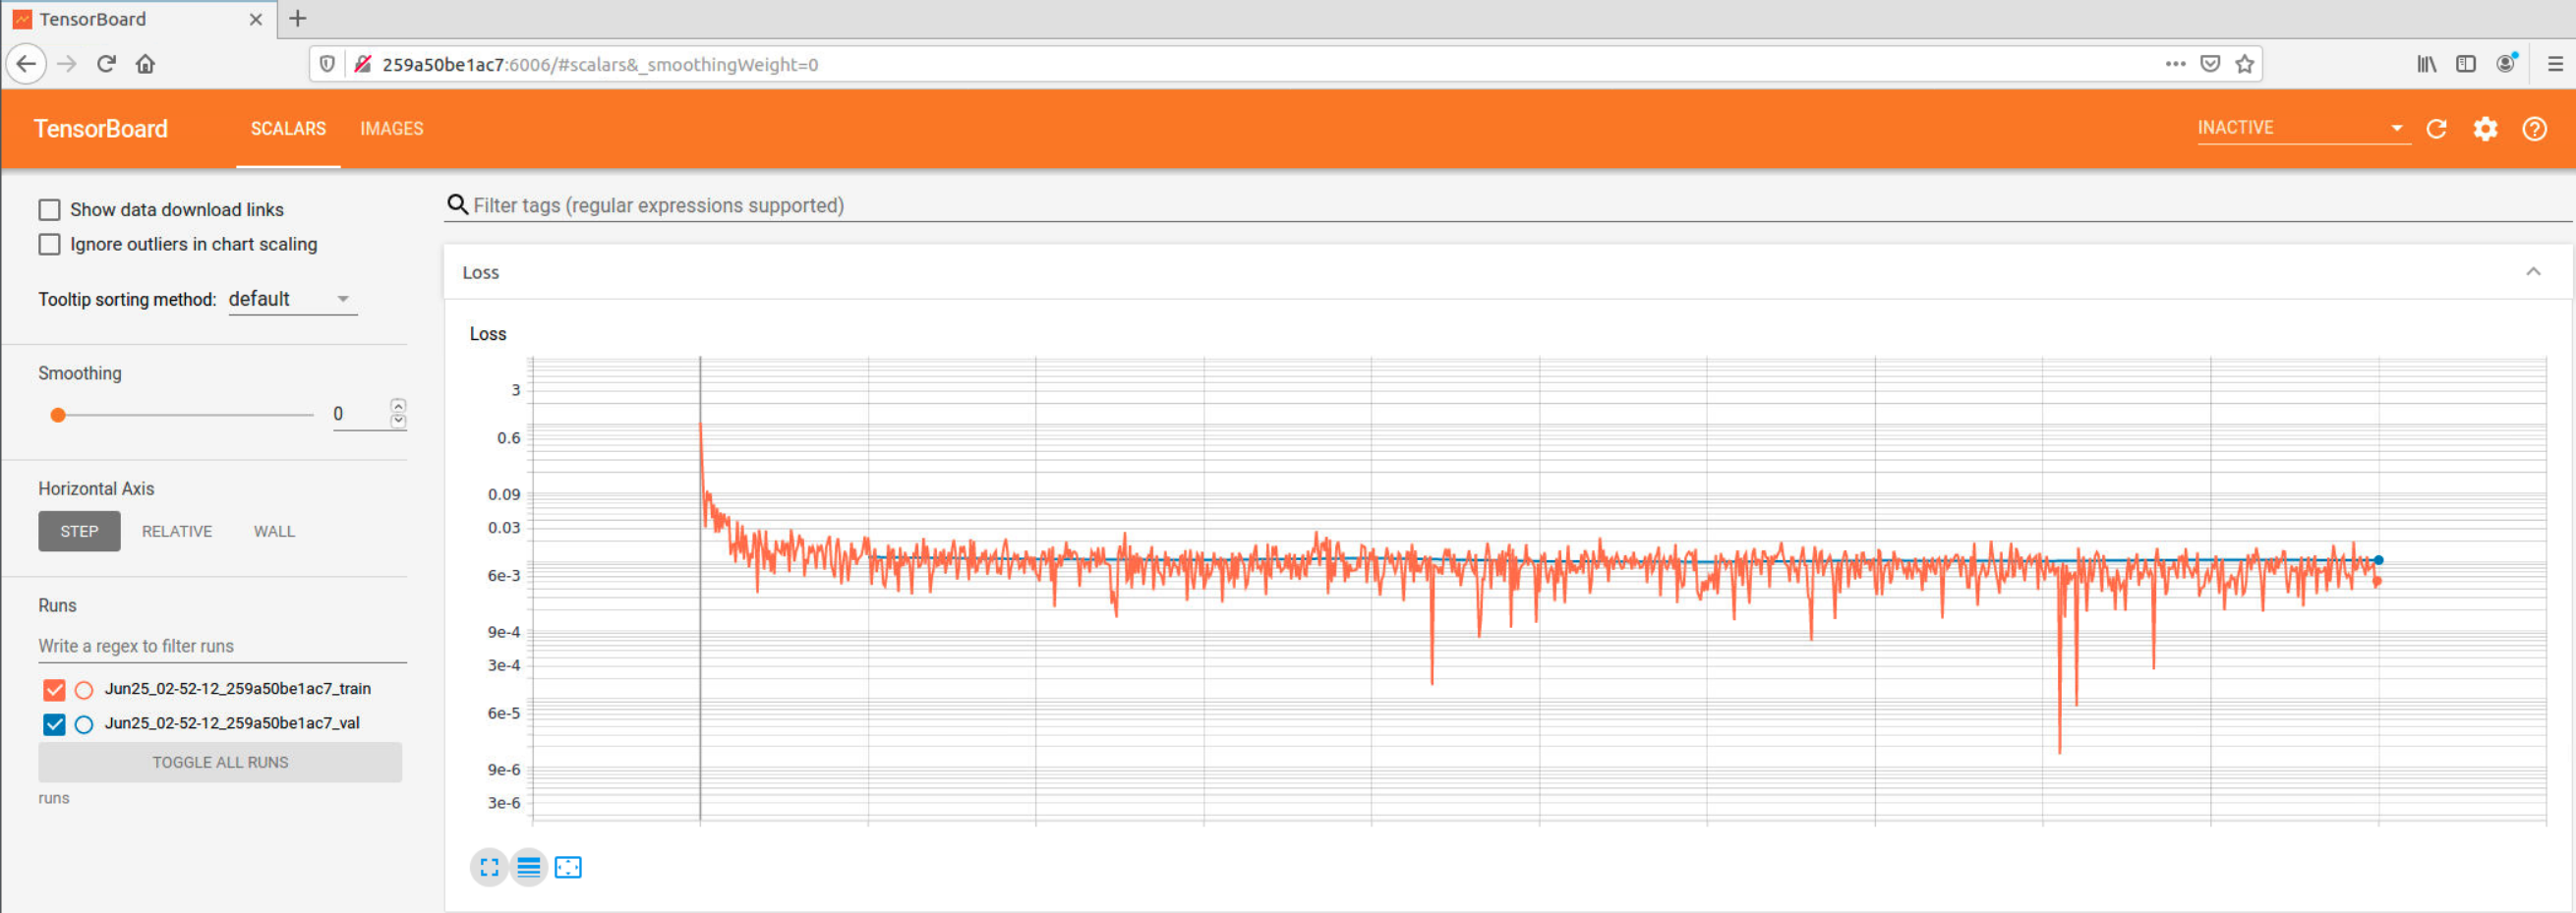 TensorBoard
259a50be1ac7:6006/#scalars&_smoothingWeight=0
TensorBoard SCALARS IMAGES INACTIVE
Show data download links
Ignore outliers in chart scaling
Tooltip sorting method: default
Smoothing
0
Horizontal Axis
STEP RELATIVE WALL
Runs
Write a regex to filter runs
Jun25_02-52-12_259a50be1ac7_train
Jun25_02-52-12_259a50be1ac7_val
TOGGLE ALL RUNS
runs
Filter tags (regular expressions supported)
Loss
Loss
3
0.6
0.09
0.03
6e-3
9e-4
3e-4
6e-5
9e-6
3e-6